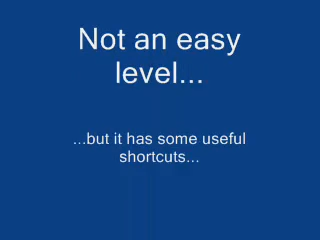 Not an easy
level...
...but it has some useful
shortcuts...